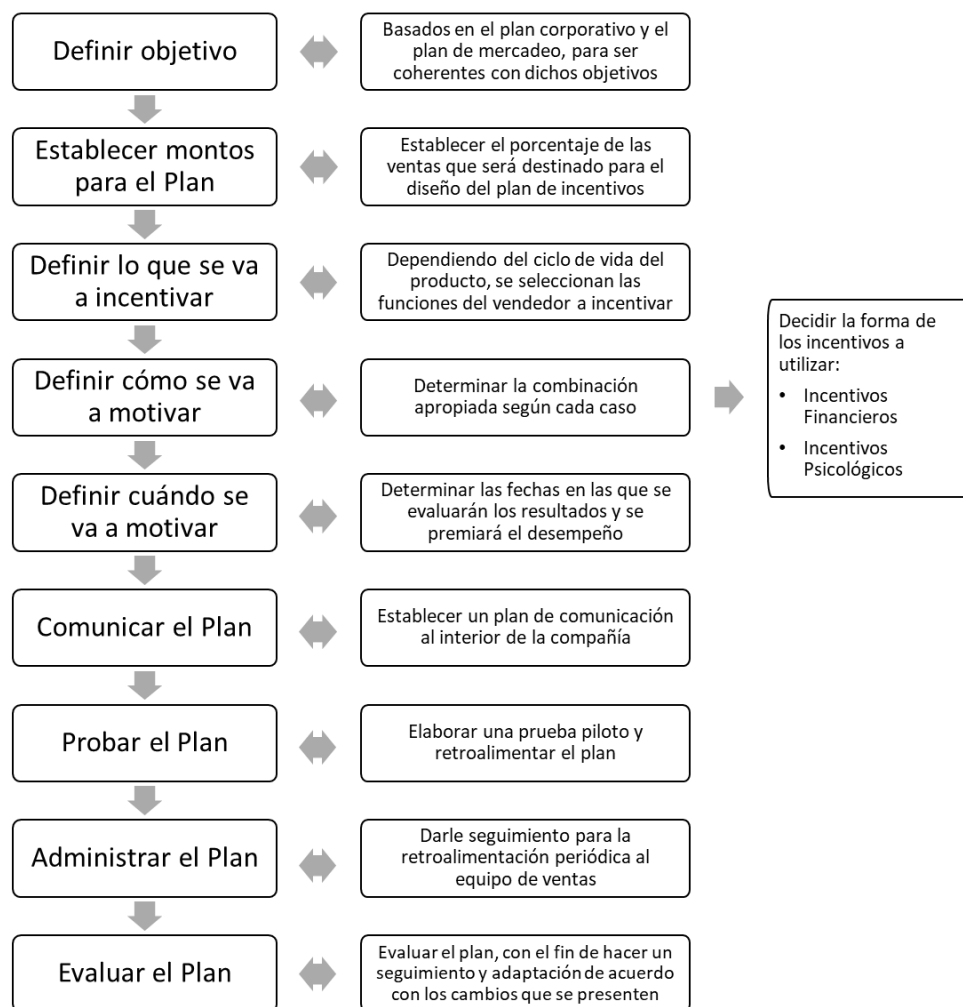 Definir objetivo
Basados en el plan corporativo y el
plan de mercadeo, para ser
coherentes con dichos objetivos
Establecer montos
para el Plan
Establecer el porcentaje de las
ventas que será destinado para el
diseño del plan de incentivos
Definir lo que se va
a incentivar
Dependiendo del ciclo de vida del
producto, se seleccionan las
funciones del vendedor a incentivar
Definir cómo se va
a motivar
Determinar la combinación
apropiada según cada caso
Decidir la forma de
los incentivos a
utilizar:
• Incentivos
Financieros
• Incentivos
Psicológicos
Definir cuándo se
va a motivar
Determinar las fechas en las que se
evaluarán los resultados y se
premiará el desempeño
Comunicar el Plan
Establecer un plan de comunicación
al interior de la compañía
Probar el Plan
Elaborar una prueba piloto y
retroalimentar el plan
Administrar el Plan
Darle seguimiento para la
retroalimentación periódica al
equipo de ventas
Evaluar el Plan
Evaluar el plan, con el fin de hacer un
seguimiento y adaptación de acuerdo
con los cambios que se presenten